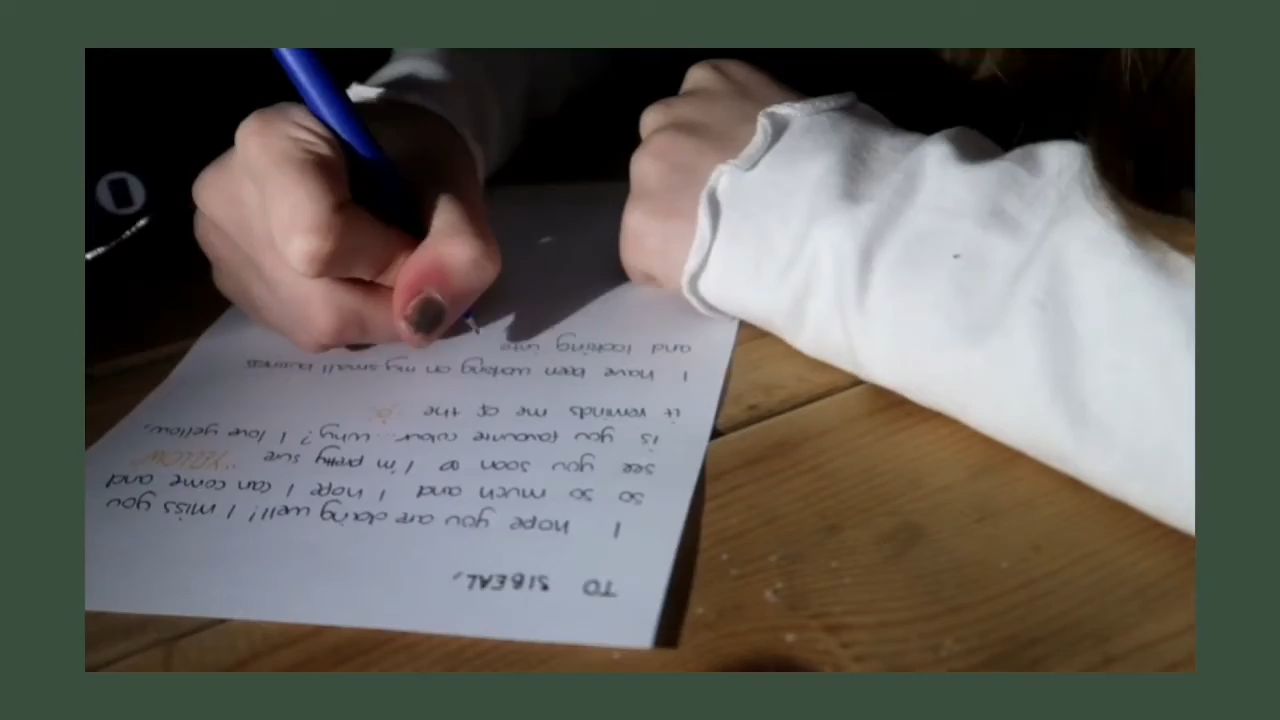 TO SIBEAL,
I hope you are doing well! I miss you
so so much and I hope I can come and
see you soon I'm pretty sure "YELLOW"
is you favourite colour... why? I love yellow,
it reminds me of the
I have been working on my small business
and looking into